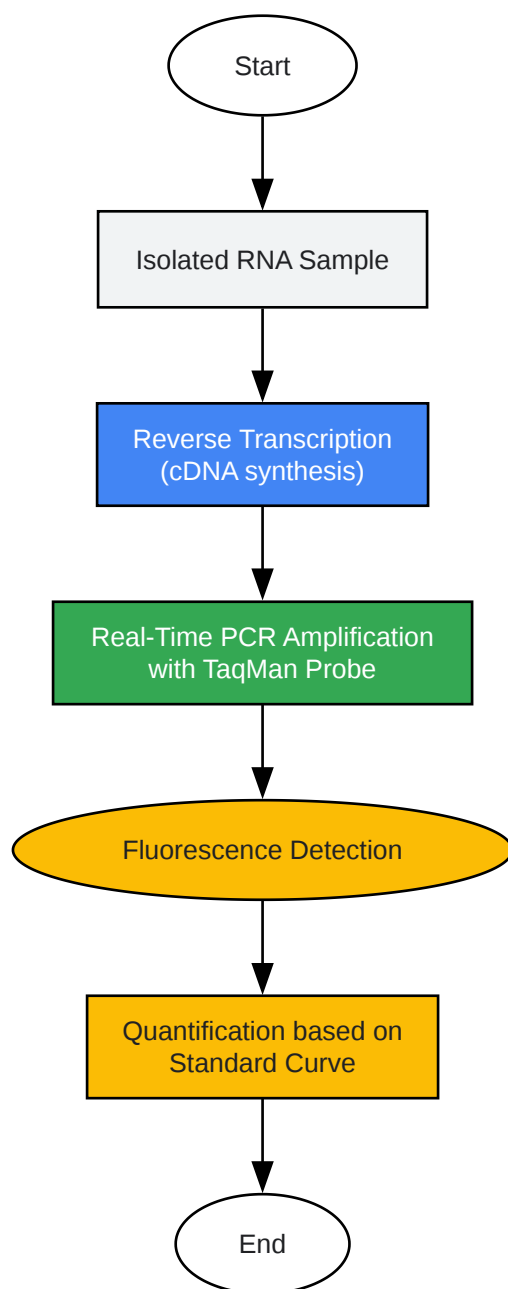 Start
Isolated RNA Sample
Reverse Transcription
(cDNA synthesis)
Real-Time PCR Amplification
with TaqMan Probe
Fluorescence Detection
Quantification based on
Standard Curve
End